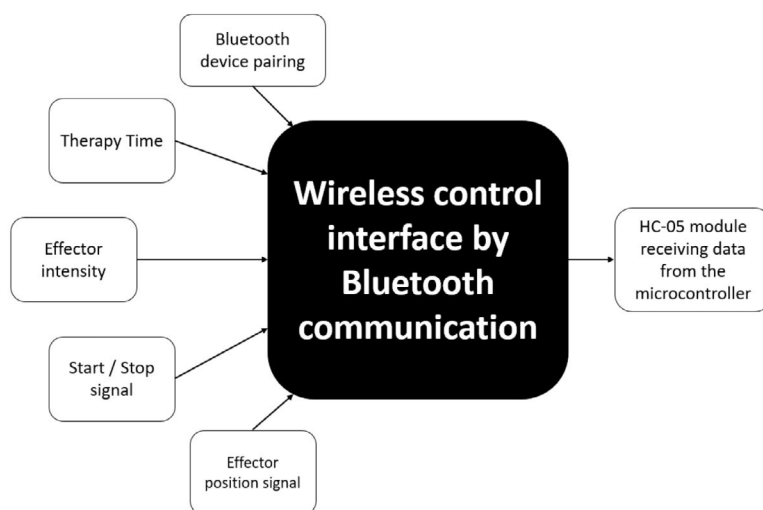 Bluetooth
device pairing
Therapy Time
Effector
intensity
Start / Stop
signal
Effector
position signal
Wireless control
interface by
Bluetooth
communication
HC-05 module
receiving data
from the
microcontroller